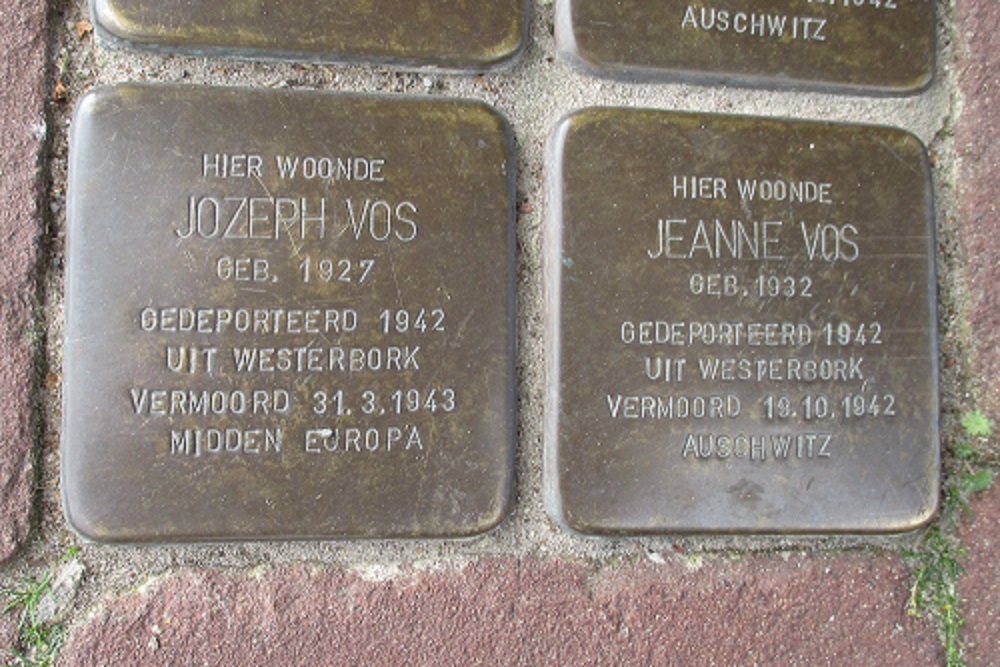 1942
AUSCHWITZ
HIER WOONDE
JOZEPH VOS
GEB. 1927
GEDEPORTEERD 1942
UIT WESTERBORK
VERMOORD 31.3.1943
MIDDEN EUROPA
HIER WOONDE
JEANNE VOS
GEB. 1932
GEDEPORTEERD 1942
UIT WESTERBORK
VERMOORD 19.10.1942
AUSCHWITZ